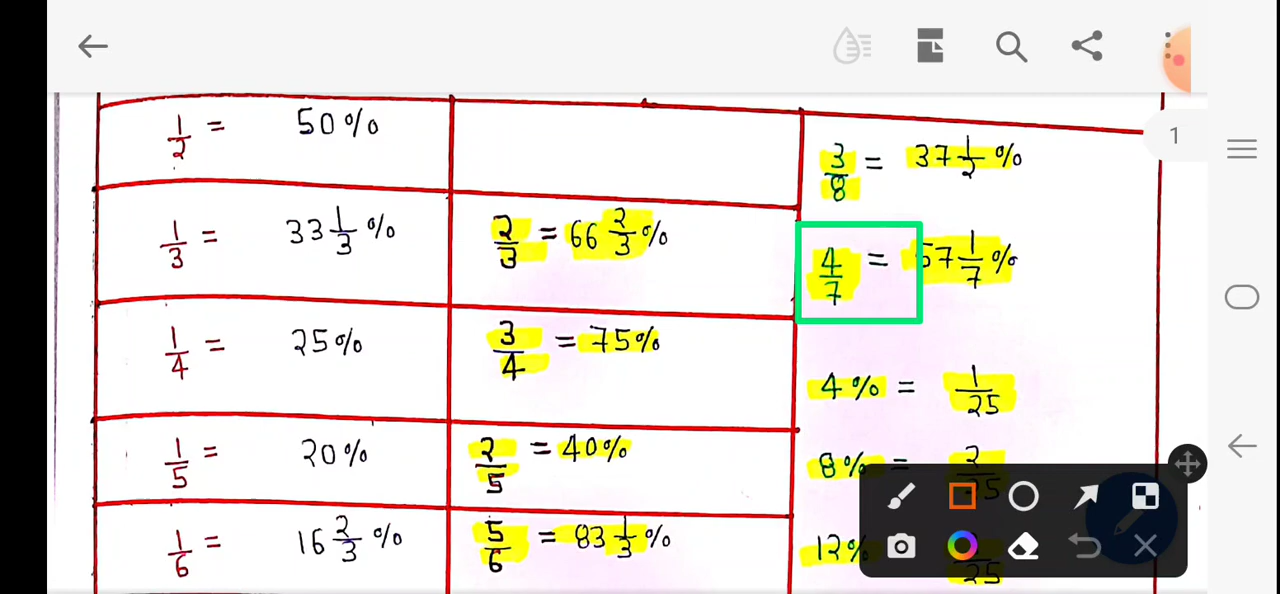 1/2 = 50%
1/3 = 33 1/3 %
2/3 = 66 2/3 %
1/4 = 25%
3/4 = 75%
1/5 = 20%
2/5 = 40%
1/6 = 16 2/3 %
5/6 = 83 1/3 %
3/8 = 37 1/2 %
4/7 = 57 1/7 %
4% = 1/25
8% =
12%
1